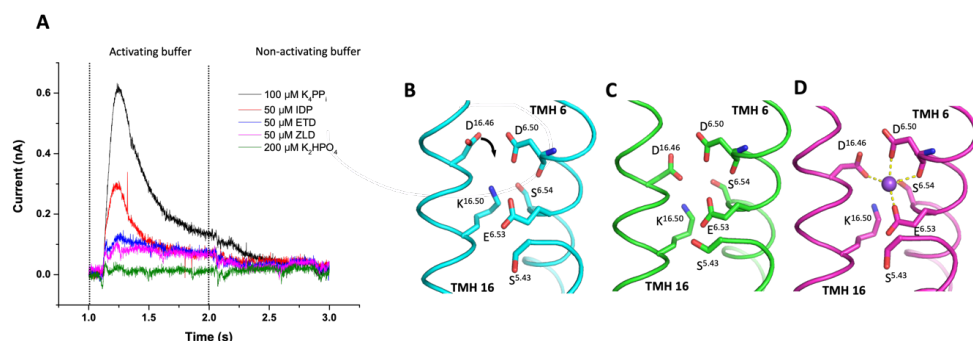 A
Activating buffer
Non-activating buffer
0.6
0.4
0.2
0.0
Current (nA)
1.0
1.5
2.0
2.5
3.0
Time (s)
100 µM K₄PPᵢ
50 µM IDP
50 µM ETD
50 µM ZLD
200 µM K₂HPO₄
B
TMH 6
D¹⁶·⁴⁶
D⁶·⁵⁰
S⁶·⁵⁴
K¹⁶·⁵⁰
E⁶·⁵³
S⁵·⁴³
TMH 16
C
TMH 6
D⁶·⁵⁰
D¹⁶·⁴⁶
S⁶·⁵⁴
K¹⁶·⁵⁰
E⁶·⁵³
S⁵·⁴³
TMH 16
D
TMH 6
D⁶·⁵⁰
D¹⁶·⁴⁶
S⁶·⁵⁴
K¹⁶·⁵⁰
E⁶·⁵³
S⁵·⁴³
TMH 16